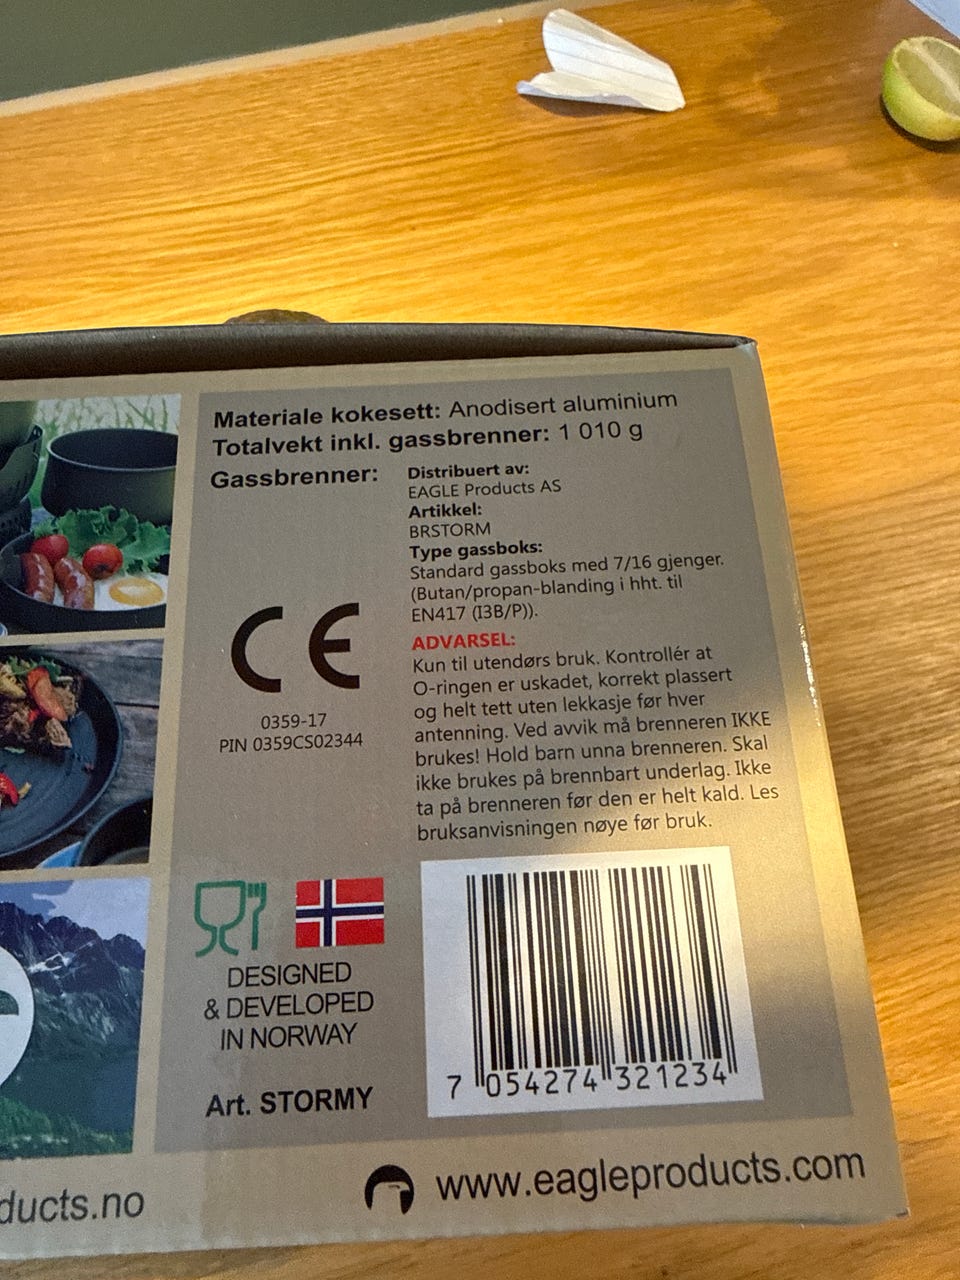 Materiale kokesett: Anodisert aluminium
Totalvekt inkl. gassbrenner: 1 010 g
Gassbrenner:
Distribuert av:
EAGLE Products AS
Artikkel:
BRSTORM
Type gassboks:
Standard gassboks med 7/16 gjenger.
(Butan/propan-blanding i hht. til
EN417 (I3B/P)).
ADVARSEL:
Kun til utendørs bruk. Kontrollér at
O-ringen er uskadet, korrekt plassert
og helt tett uten lekkasje før hver
antenning. Ved avvik må brenneren IKKE
brukes! Hold barn unna brenneren. Skal
ikke brukes på brennbart underlag. Ikke
ta på brenneren før den er helt kald. Les
bruksanvisningen nøye før bruk.
CE
0359-17
PIN 0359CS02344
DESIGNED
& DEVELOPED
IN NORWAY
Art. STORMY
7 054274 321234
ducts.no
www.eagleproducts.com